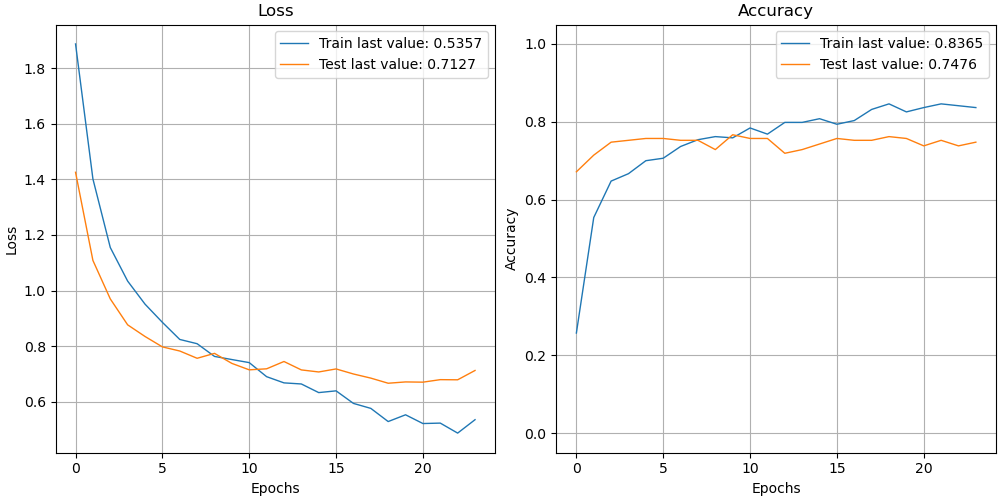 Loss
Train last value: 0.5357
Test last value: 0.7127
1.8
1.6
1.4
1.2
1.0
0.8
0.6
Loss
0
5
10
15
20
Epochs
Accuracy
Train last value: 0.8365
Test last value: 0.7476
1.0
0.8
0.6
0.4
0.2
0.0
Accuracy
0
5
10
15
20
Epochs